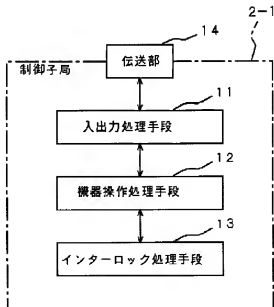 2-1
14
伝送部
制御子局
11
入出力処理手段
12
機器操作処理手段
13
インターロック処理手段